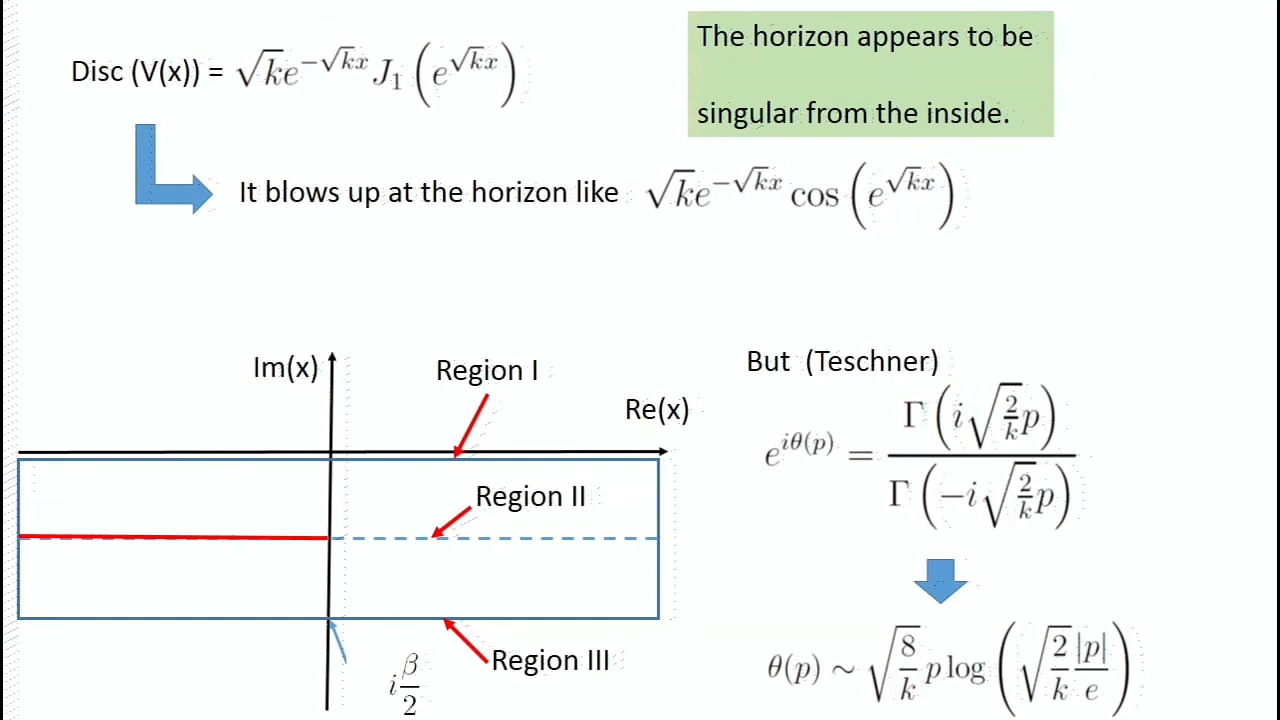 Disc (V(x)) = √k e^{-√k x} J_1 (e^{√k x})
The horizon appears to be
singular from the inside.
It blows up at the horizon like √k e^{-√k x} cos (e^{√k x})
Im(x)
Region I
Re(x)
Region II
Region III
i β/2
But (Teschner)
e^{iθ(p)} = Γ(i√(2/k) p) / Γ(-i√(2/k) p)
θ(p) ∼ √(8/k) p log (√(2/k) |p|/e)